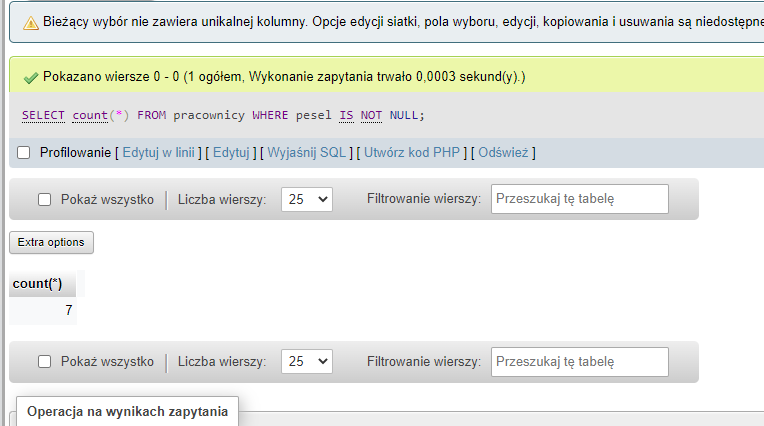 Bieżący wybór nie zawiera unikalnej kolumny. Opcje edycji siatki, pola wyboru, edycji, kopiowania i usuwania są niedostępne
Pokazano wiersze 0 - 0 (1 ogółem, Wykonanie zapytania trwało 0,0003 sekund(y).)
SELECT count(*) FROM pracownicy WHERE pesel IS NOT NULL;
Profilowanie [ Edytuj w linii ] [ Edytuj ] [ Wyjaśnij SQL ] [ Utwórz kod PHP ] [ Odśwież ]
Pokaż wszystko Liczba wierszy: 25 Filtrowanie wierszy: Przeszukaj tę tabelę
Extra options
count(*)
7
Pokaż wszystko Liczba wierszy: 25 Filtrowanie wierszy: Przeszukaj tę tabelę
Operacja na wynikach zapytania